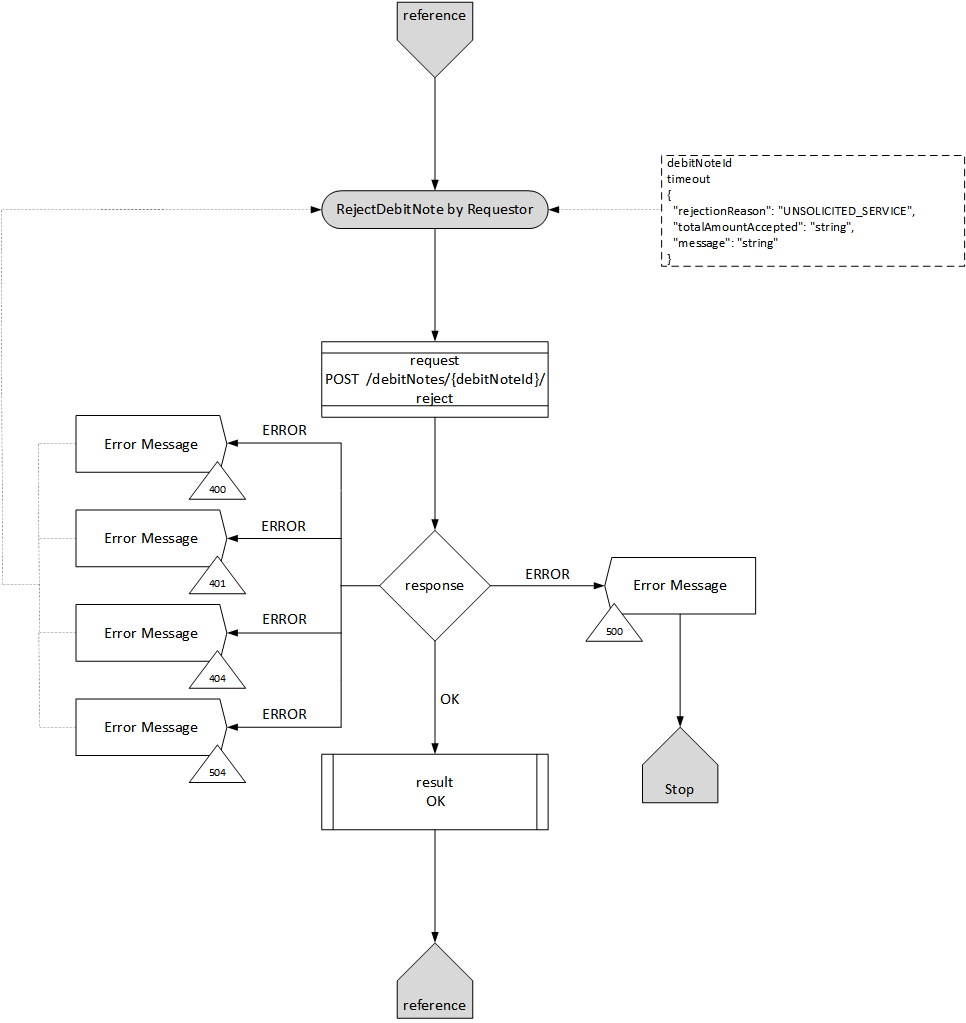 reference
debitNoteId
timeout
{
"rejectionReason": "UNSOLICITED_SERVICE",
"totalAmountAccepted": "string",
"message": "string"
}
RejectDebitNote by Requestor
request
POST /debitNotes/{debitNoteId}/
reject
ERROR
Error Message
400
ERROR
Error Message
401
response
ERROR
Error Message
500
ERROR
Error Message
404
OK
ERROR
Error Message
504
result
OK
Stop
reference